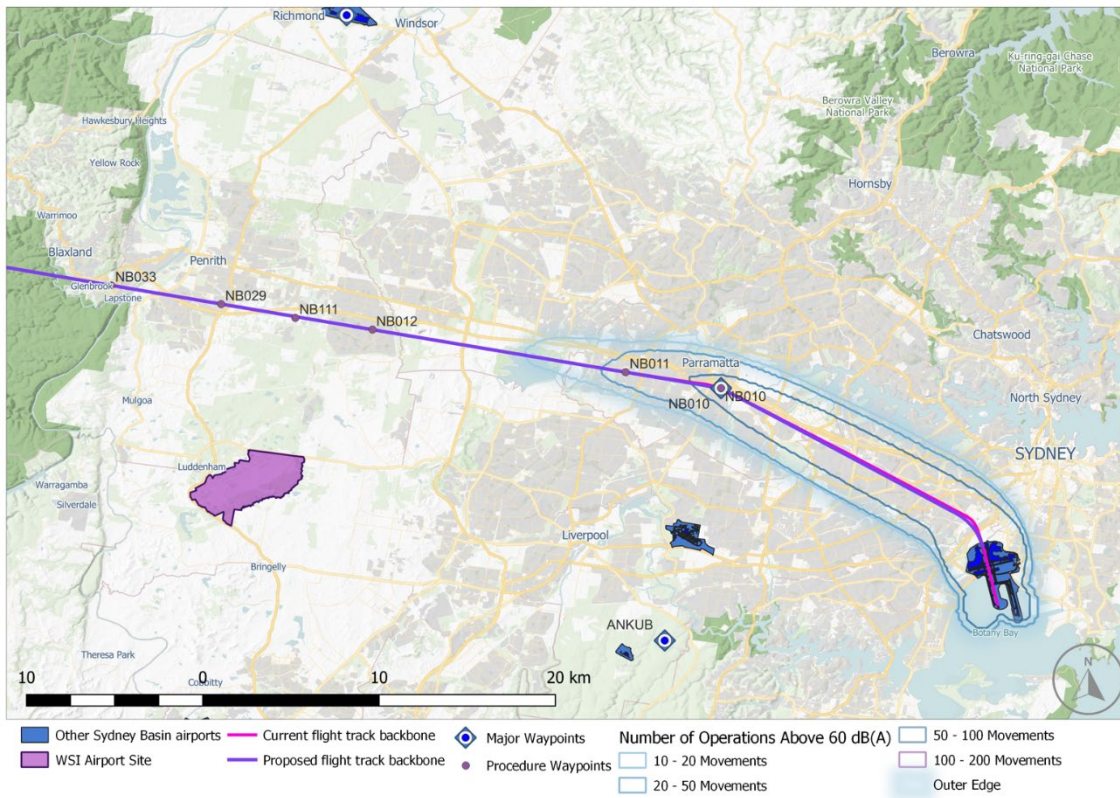 Richmond
Windsor
Berowra
Ku-ring-gai Chase
National Park
Berowra Valley
National Park
Hawkesbury Heights
Yellow Rock
Hornsby
Warrimoo
Blaxland
Penrith
NB033
Glenbrook
Lapstone
NB029
NB111
NB012
Chatswood
Parramatta
NB011
NB010
NB010
North Sydney
Mulgoa
SYDNEY
Luddenham
Warragamba
Silverdale
Liverpool
Bringelly
ANKUB
Botany Bay
Theresa Park
Cobbitty
N
10 0 10 20 km
Other Sydney Basin airports
WSI Airport Site
Current flight track backbone
Proposed flight track backbone
Major Waypoints
Procedure Waypoints
Number of Operations Above 60 dB(A)
10 - 20 Movements
20 - 50 Movements
50 - 100 Movements
100 - 200 Movements
Outer Edge